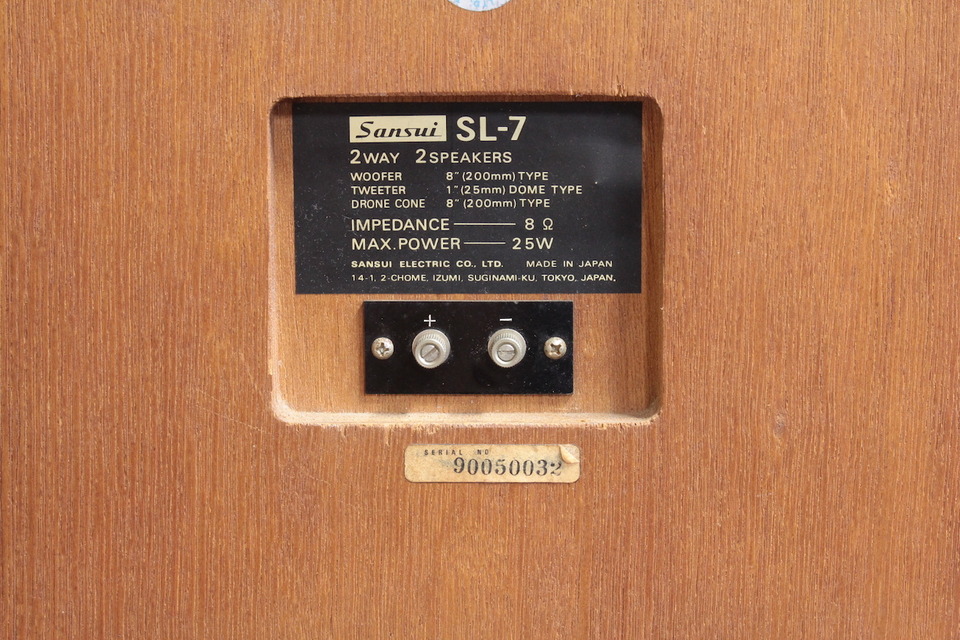 Sansui SL-7
2WAY 2SPEAKERS
WOOFER 8" (200mm) TYPE
TWEETER 1" (25mm) DOME TYPE
DRONE CONE 8" (200mm) TYPE
IMPEDANCE 8 Ω
MAX. POWER 25W
SANSUI ELECTRIC CO., LTD. MADE IN JAPAN
14-1, 2-CHOME, IZUMI, SUGINAMI-KU, TOKYO, JAPAN.
+ −
SERIAL NO
90050032